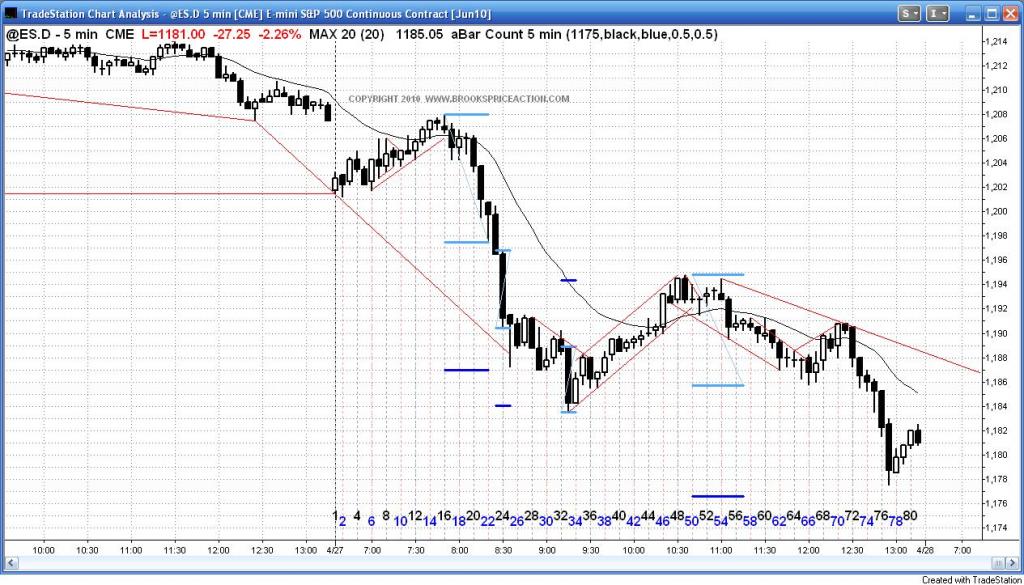 TradeStation Chart Analysis - @ES.D 5 min [CME] E-mini S&P 500 Continuous Contract [Jun10]
S
I
@ES.D - 5 min CME L=1181.00 -27.25 -2.26% MAX 20 (20) 1185.05 aBar Count 5 min (1175,black,blue,0.5,0.5)
1,214
1,212
1,210
COPYRIGHT 2010 WWW.BROOKSPRICEACTION.COM
1,208
1,206
1,204
1,202
1,200
1,198
1,196
1,194
1,192
1,190
1,188
1,186
1,184
1,182
1,180
1,178
1,176
1 4 8 12 16 20 24 28 32 36 40 44 48 52 56 60 64 68 72 76 80
2 6 10 14 18 22 26 30 34 38 42 46 50 54 58 62 66 70 74 78
1,174
10:00 10:30 11:00 11:30 12:00 12:30 13:00 4/27 7:00 7:30 8:00 8:30 9:00 9:30 10:00 10:30 11:00 11:30 12:00 12:30 13:00 4/28 7:00
Created with TradeStation